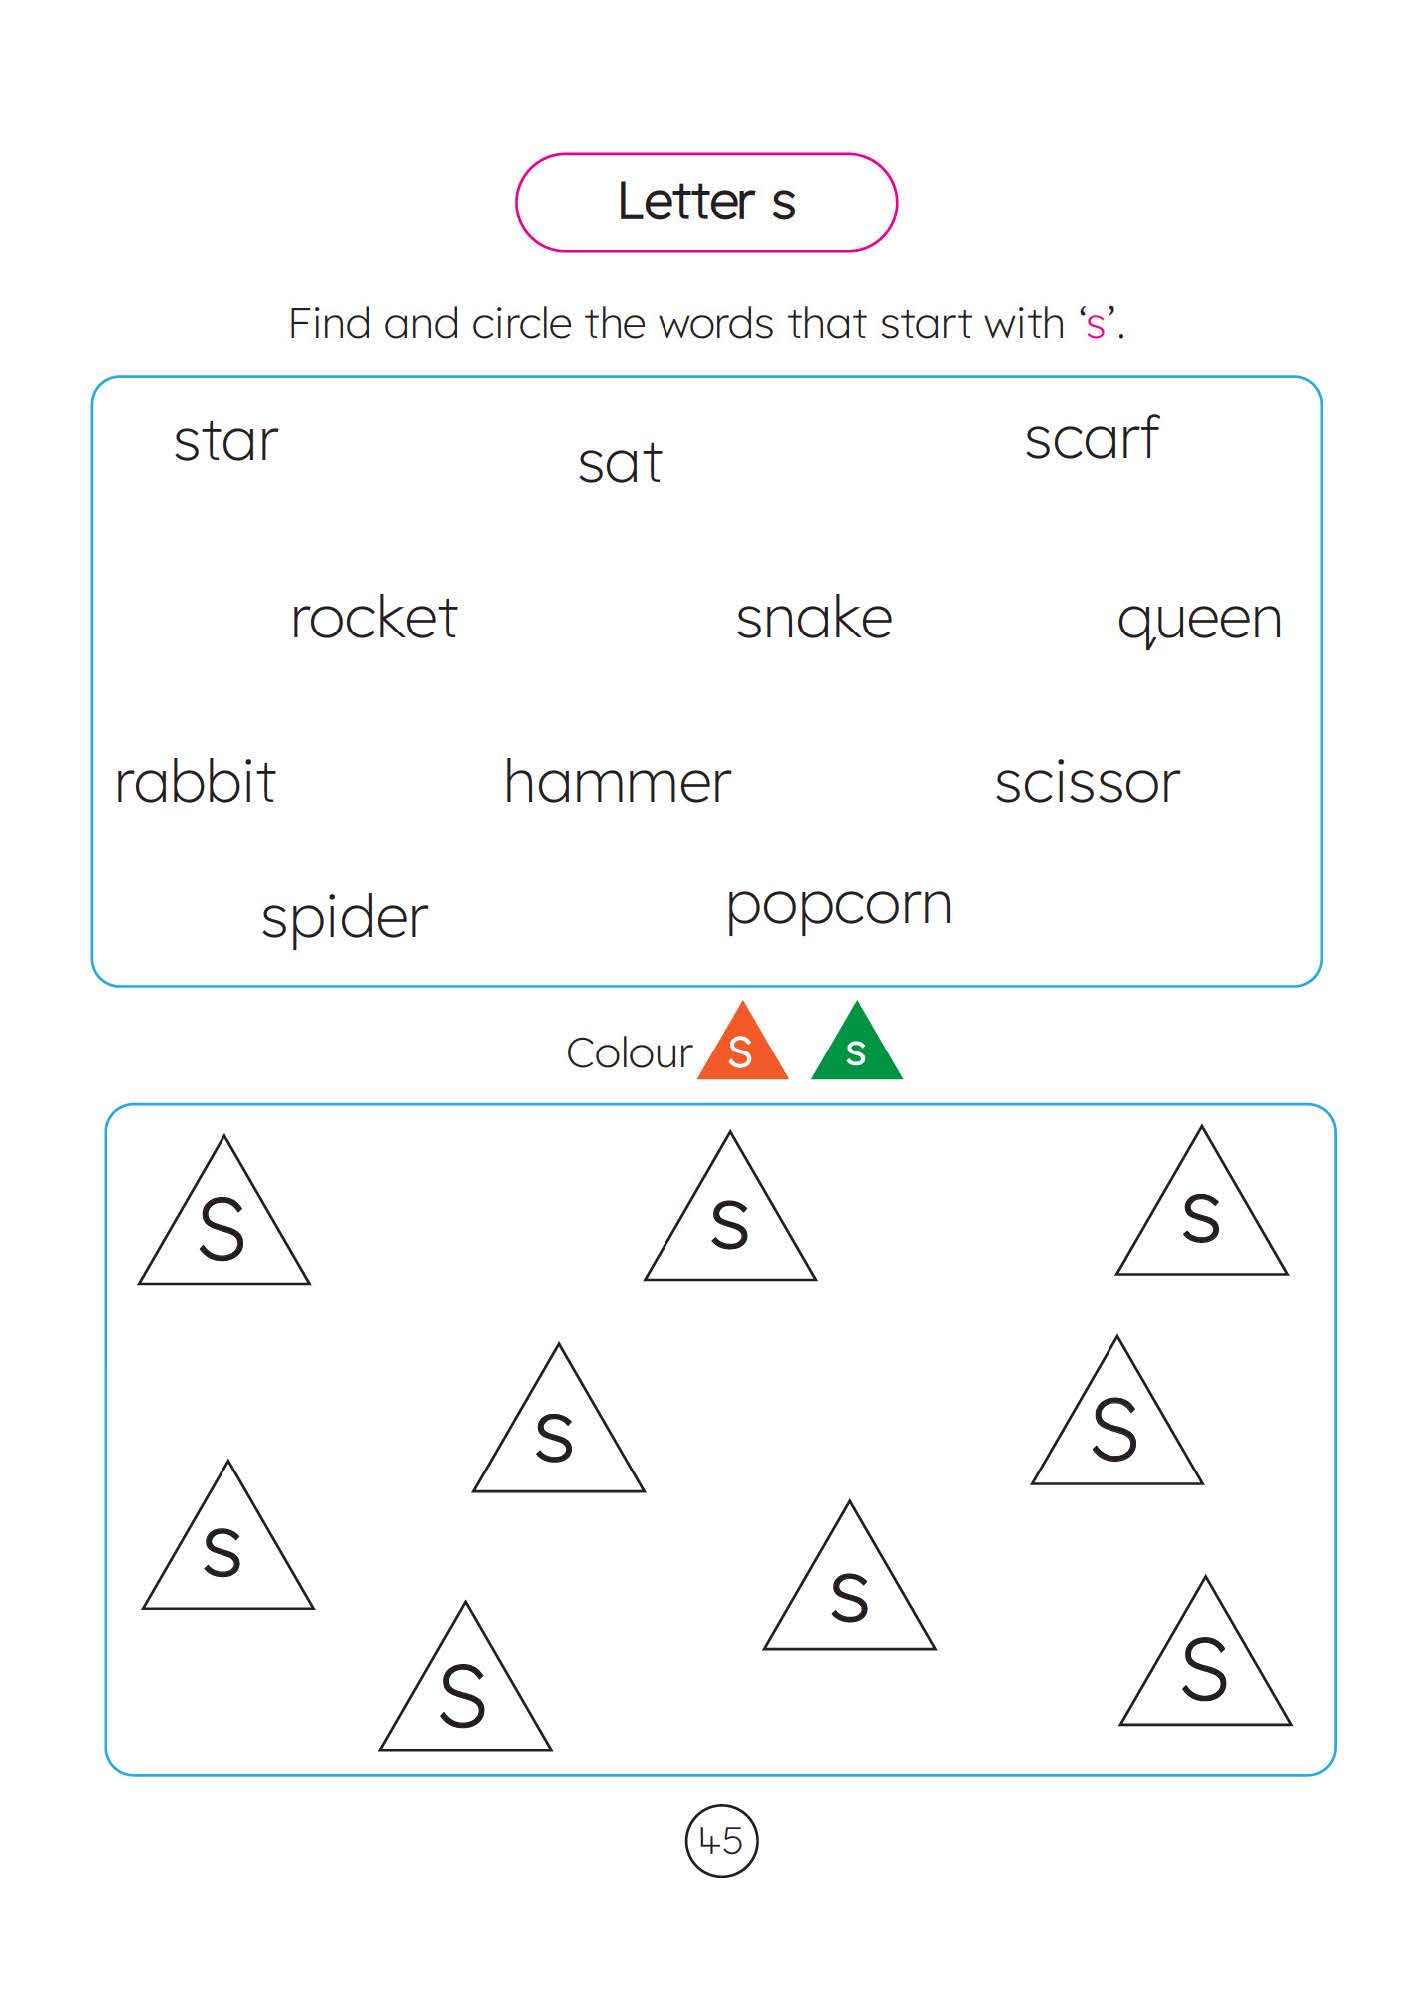 Letter s
Find and circle the words that start with ‘s’.
star sat scarf
rocket snake queen
rabbit hammer scissor
spider popcorn
Colour S s
S s s
s S
s s
S S
45